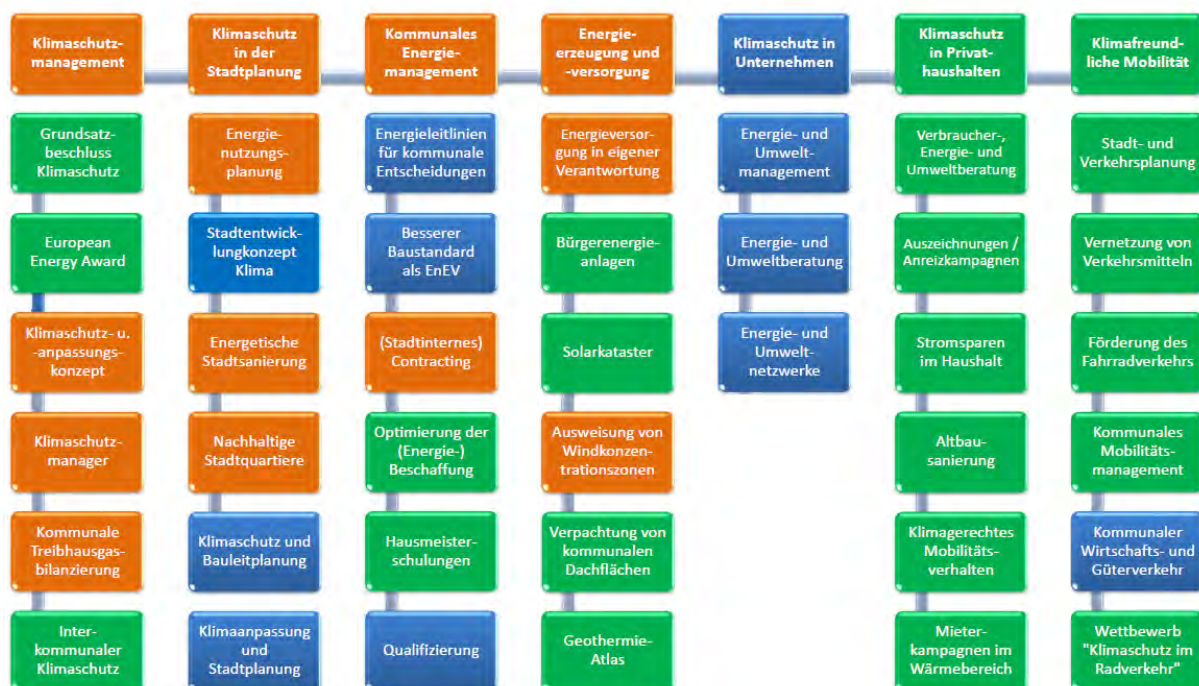 Klimaschutz-
management
Klimaschutz
in der
Stadtplanung
Kommunales
Energie-
management
Energie-
erzeugung und
-versorgung
Klimaschutz in
Unternehmen
Klimaschutz
in Privat-
haushalten
Klimafreund-
liche Mobilität
Grundsatz-
beschluss
Klimaschutz
European
Energy Award
Klimaschutz- u.
-anpassungs-
konzept
Klimaschutz-
manager
Kommunale
Treibhausgas-
bilanzierung
Inter-
kommunaler
Klimaschutz
Energie-
nutzungs-
planung
Stadtentwick-
lungkonzept
Klima
Energetische
Stadtsanierung
Nachhaltige
Stadtquartiere
Klimaschutz und
Bauleitplanung
Klimaanpassung
und
Stadtplanung
Energieleitlinien
für kommunale
Entscheidungen
Besserer
Baustandard
als EnEV
(Stadtinternes)
Contracting
Optimierung der
(Energie-)
Beschaffung
Hausmeister-
schulungen
Qualifizierung
Energieversor-
gung in eigener
Verantwortung
Bürgerenergie-
anlagen
Solarkataster
Ausweisung von
Windkonzen-
trationszonen
Verpachtung von
kommunalen
Dachflächen
Geothermie-
Atlas
Energie- und
Umwelt-
management
Energie- und
Umweltberatung
Energie- und
Umwelt-
netzwerke
Verbraucher-,
Energie- und
Umweltberatung
Auszeichnungen /
Anreizkampagnen
Stromsparen
im Haushalt
Altbau-
sanierung
Klimagerechtes
Mobilitäts-
verhalten
Mieter-
kampagnen im
Wärmebereich
Stadt- und
Verkehrsplanung
Vernetzung von
Verkehrsmitteln
Förderung des
Fahrradverkehrs
Kommunales
Mobilitäts-
management
Kommunaler
Wirtschafts- und
Güterverkehr
Wettbewerb
"Klimaschutz im
Radverkehr"